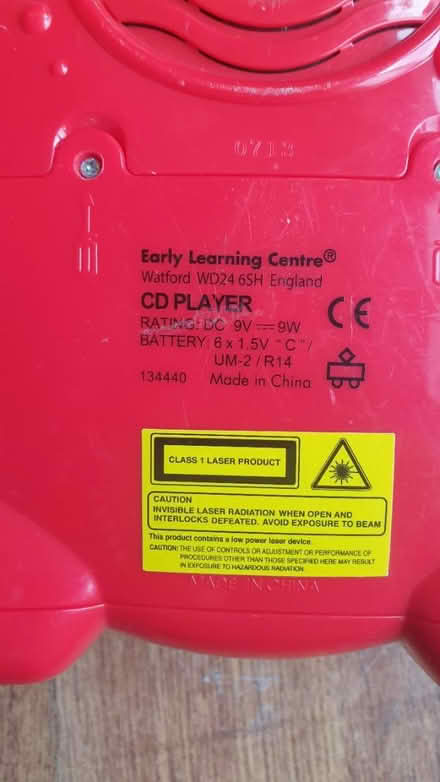 0713
Early Learning Centre®
Watford WD24 6SH England
CD PLAYER
RATING: DC 9V ⎓ 9W
BATTERY: 6 x 1.5V "C"/
UM-2 / R14
134440 Made in China
CE
CLASS 1 LASER PRODUCT
CAUTION
INVISIBLE LASER RADIATION WHEN OPEN AND
INTERLOCKS DEFEATED. AVOID EXPOSURE TO BEAM
This product contains a low power laser device.
CAUTION: THE USE OF CONTROLS OR ADJUSTMENT OR PERFORMANCE OF
PROCEDURES OTHER THAN THOSE SPECIFIED HERE MAY RESULT
IN EXPOSURE TO HAZARDOUS RADIATION
MADE IN CHINA